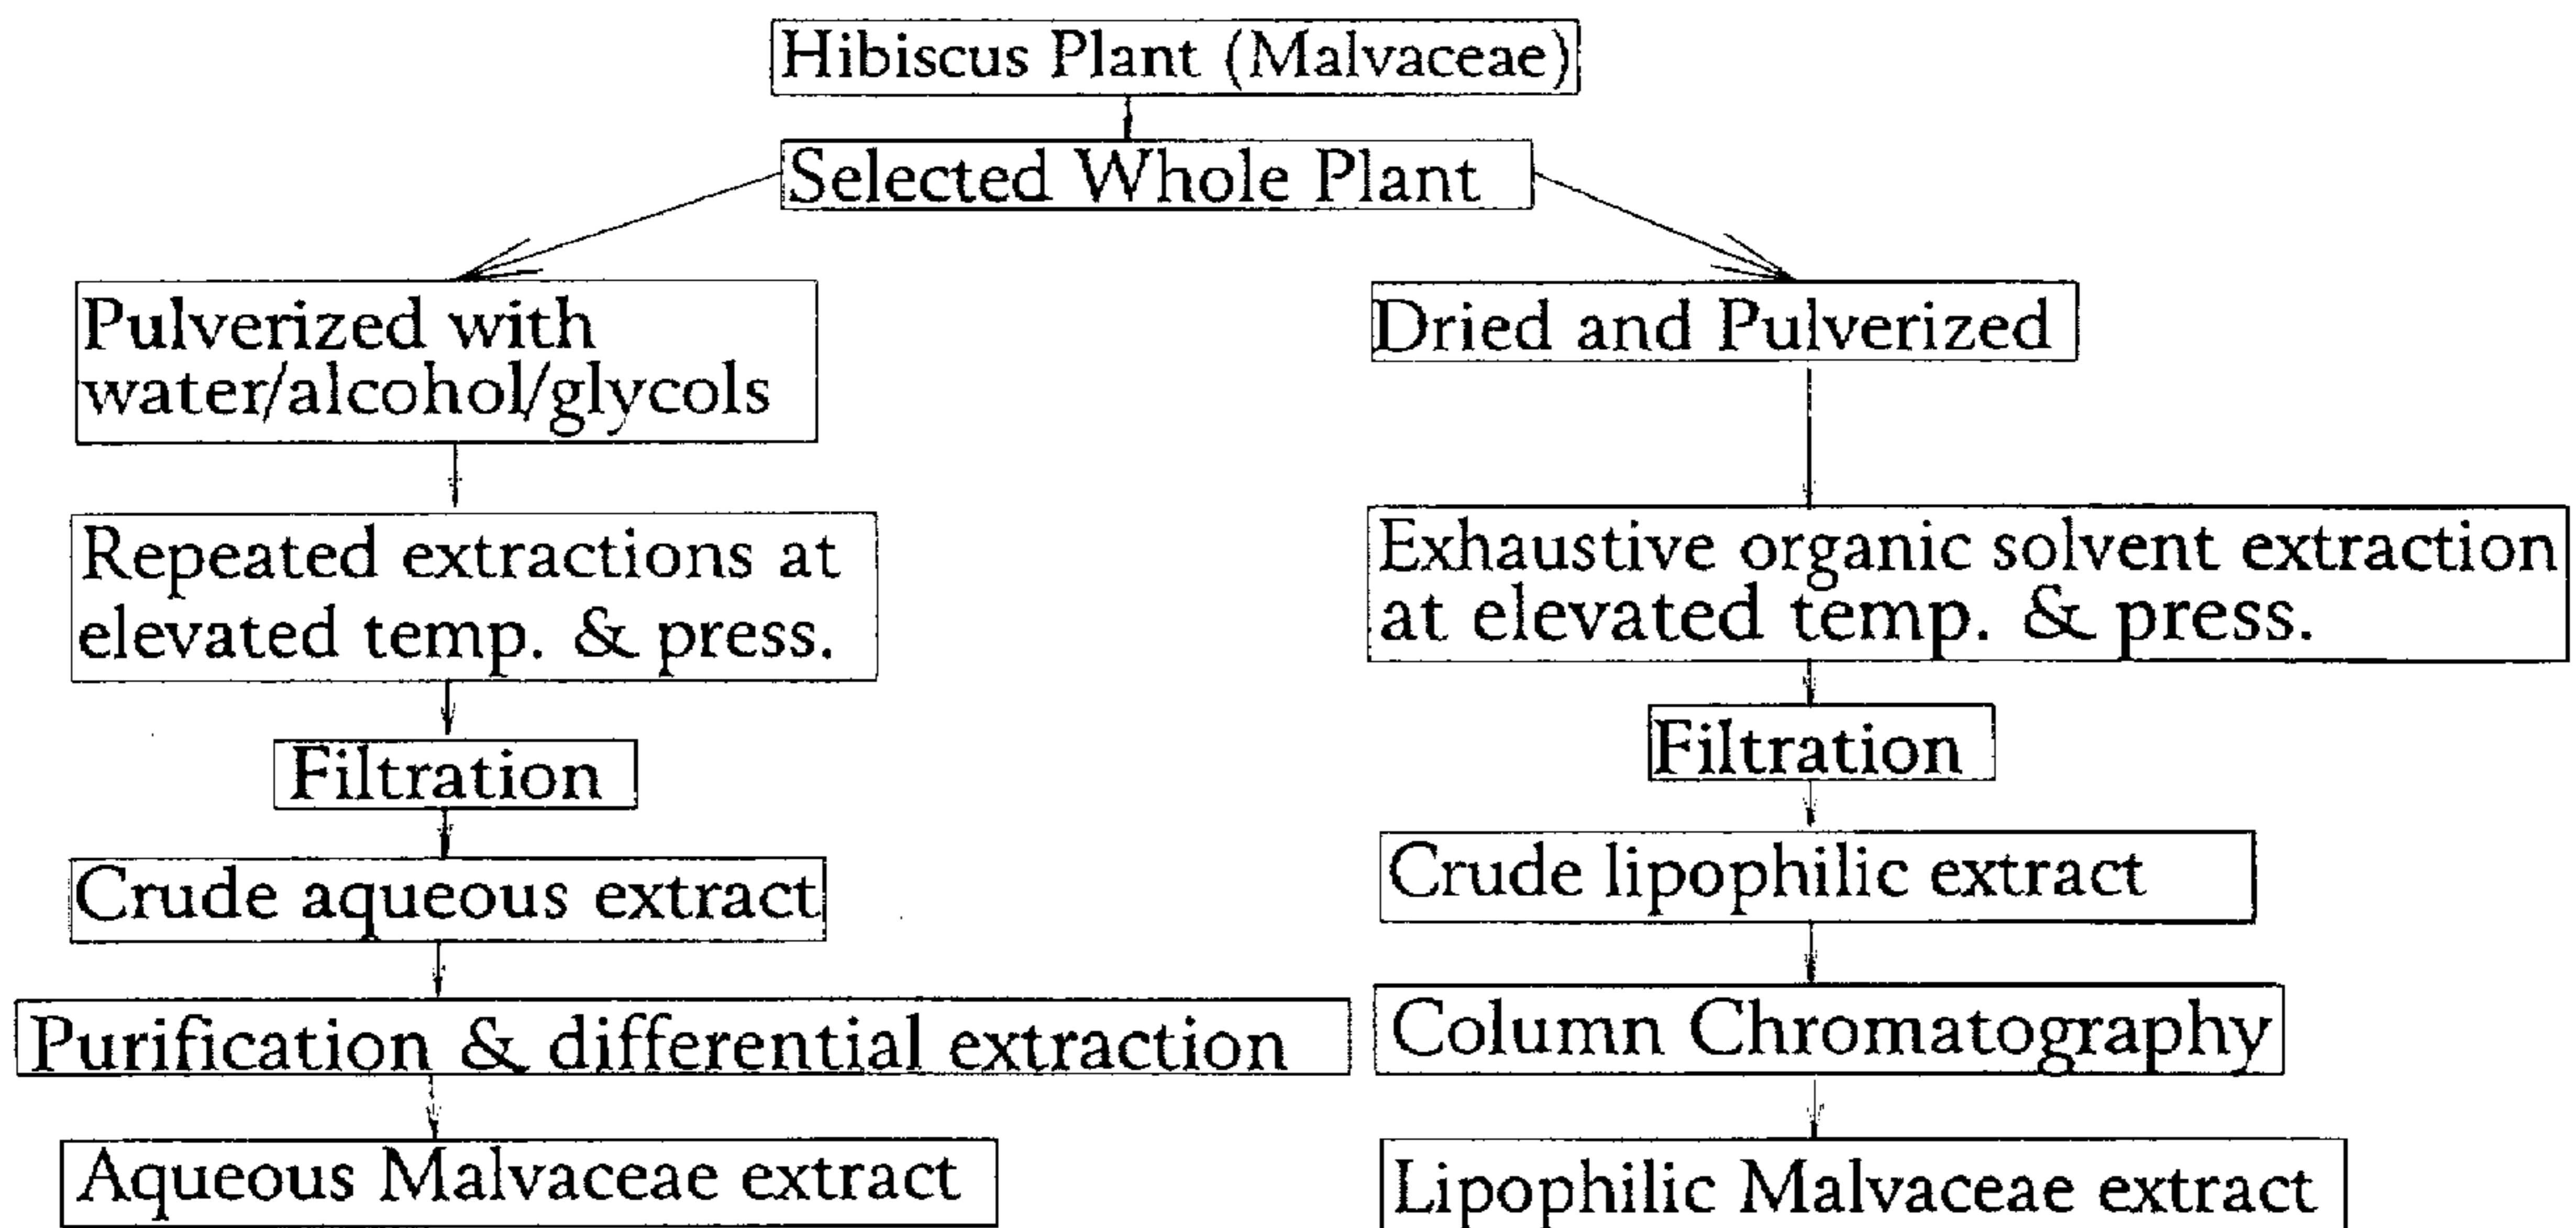 Hibiscus Plant (Malvaceae)
Selected Whole Plant
Pulverized with
water/alcohol/glycols
Repeated extractions at
elevated temp. & press.
Filtration
Crude aqueous extract
Purification & differential extraction
Aqueous Malvaceae extract
Dried and Pulverized
Exhaustive organic solvent extraction
at elevated temp. & press.
Filtration
Crude lipophilic extract
Column Chromatography
Lipophilic Malvaceae extract